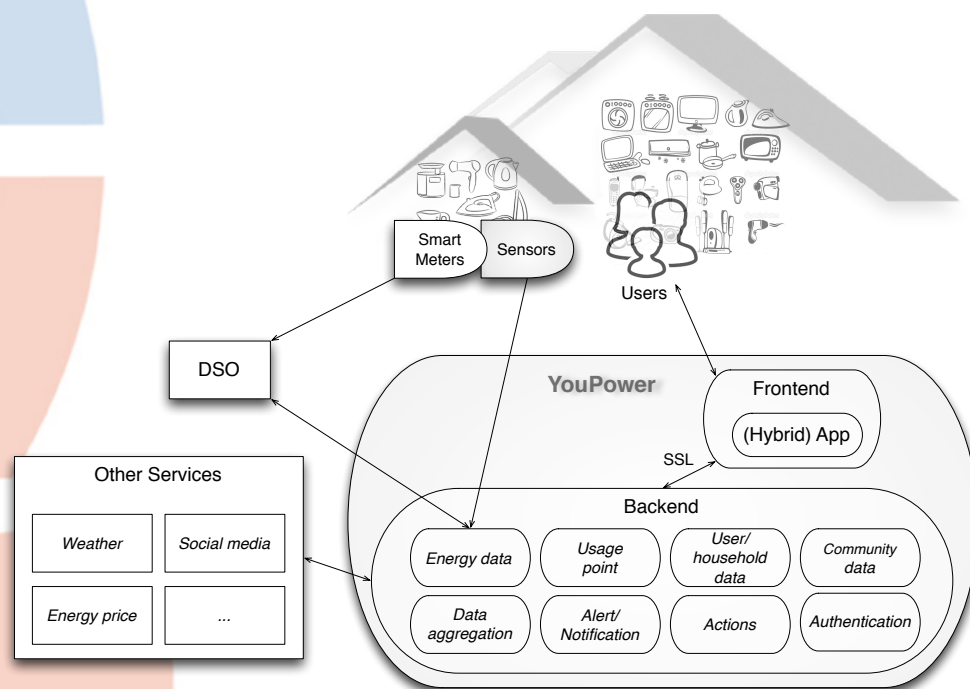 Smart
Meters
Sensors
Users
DSO
YouPower
Frontend
(Hybrid) App
SSL
Other Services
Weather
Social media
Energy price
...
Backend
Energy data
Usage
point
User/
household
data
Community
data
Data
aggregation
Alert/
Notification
Actions
Authentication